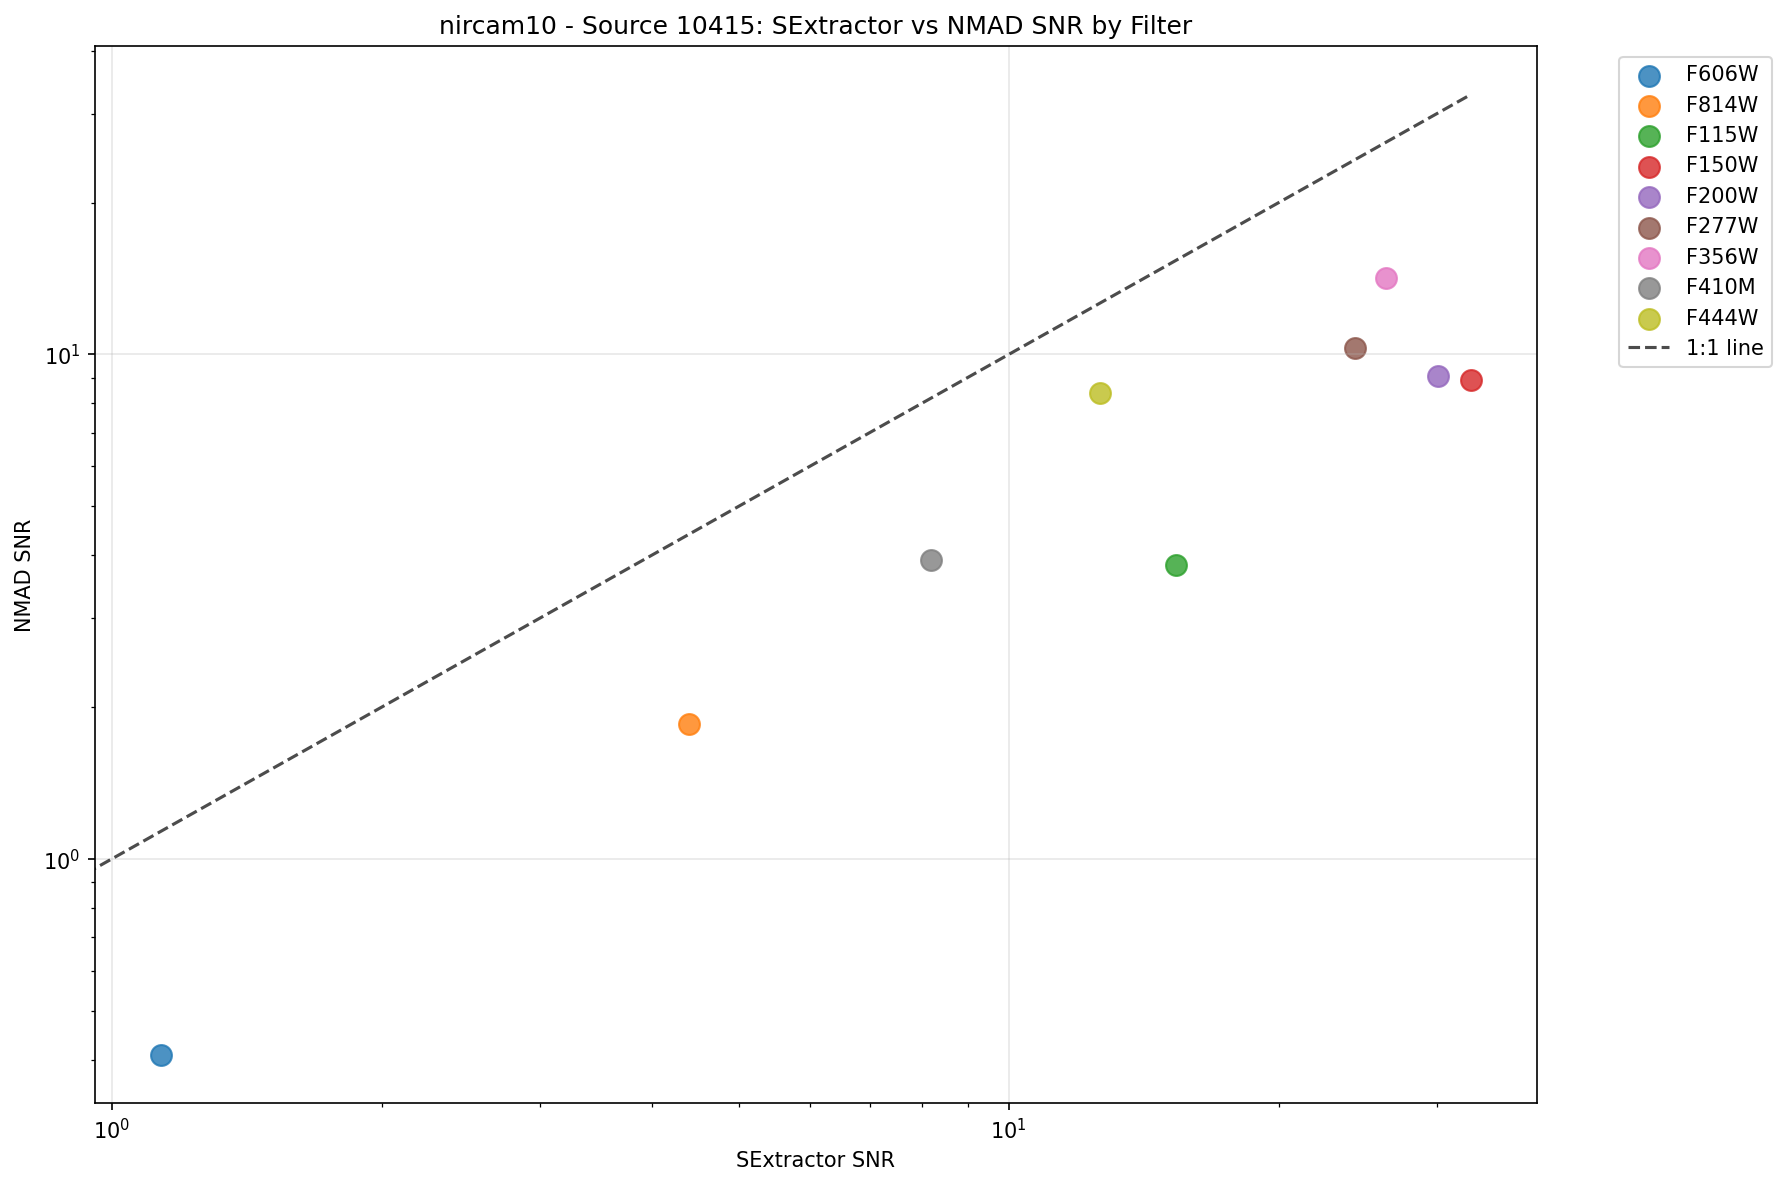 nircam10 - Source 10415: SExtractor vs NMAD SNR by Filter
F606W
F814W
F115W
F150W
F200W
F277W
F356W
F410M
F444W
1:1 line
NMAD SNR
10¹
10⁰
10⁰
10¹
SExtractor SNR